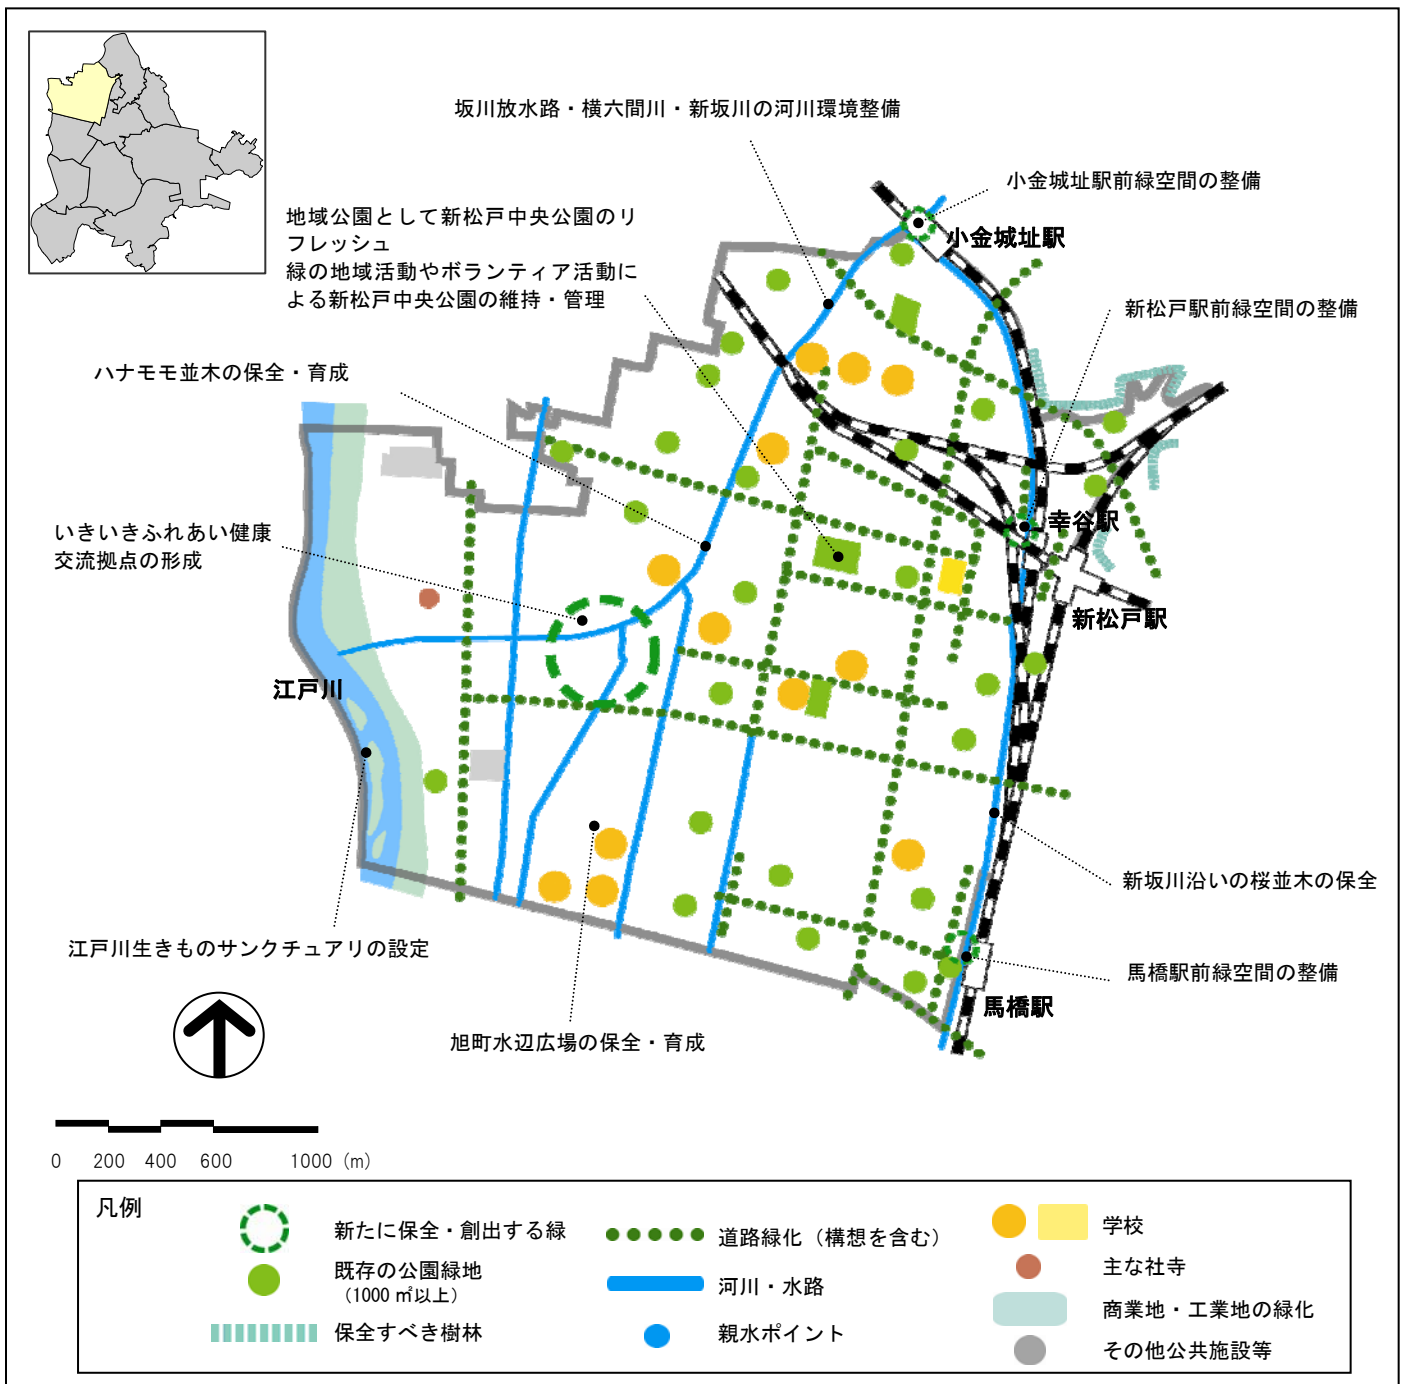 坂川放水路・横六間川・新坂川の河川環境整備
小金城址駅前緑空間の整備
地域公園として新松戸中央公園のリ
フレッシュ
緑の地域活動やボランティア活動に
よる新松戸中央公園の維持・管理
小金城址駅
新松戸駅前緑空間の整備
ハナモモ並木の保全・育成
いきいきふれあい健康
交流拠点の形成
幸谷駅
新松戸駅
江戸川
新坂川沿いの桜並木の保全
江戸川生きものサンクチュアリの設定
馬橋駅前緑空間の整備
馬橋駅
旭町水辺広場の保全・育成
0 200 400 600 1000 (m)
凡例
新たに保全・創出する緑
既存の公園緑地
(1000 ㎡以上)
保全すべき樹林
道路緑化（構想を含む）
河川・水路
親水ポイント
学校
主な社寺
商業地・工業地の緑化
その他公共施設等